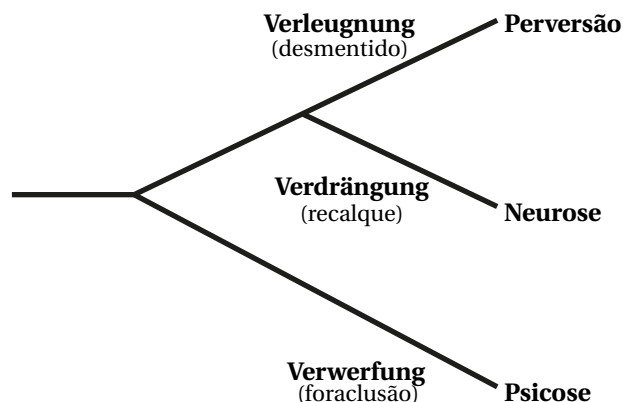 Verleugnung
(desmentido)
Perversão
Verdrängung
(recalque)
Neurose
Verwerfung
(foraclusão)
Psicose